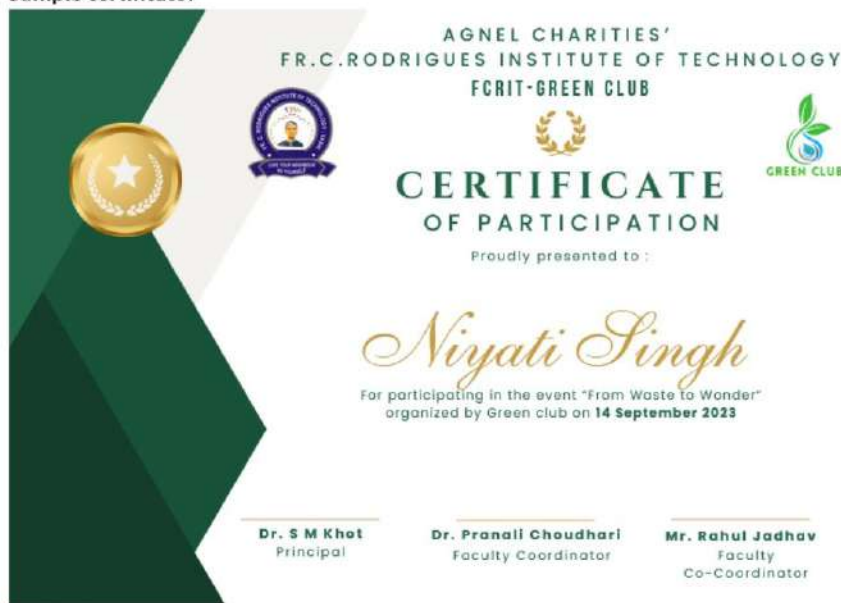 AGNEL CHARITIES'
FR.C.RODRIGUES INSTITUTE OF TECHNOLOGY
FCRIT-GREEN CLUB
GREEN CLUB
CERTIFICATE
OF PARTICIPATION
Proudly presented to :
Niyati Singh
For participating in the event "From Waste to Wonder"
organized by Green club on 14 September 2023
Dr. S M Khot
Principal
Dr. Pranali Choudhari
Faculty Coordinator
Mr. Rahul Jadhav
Faculty
Co-Coordinator